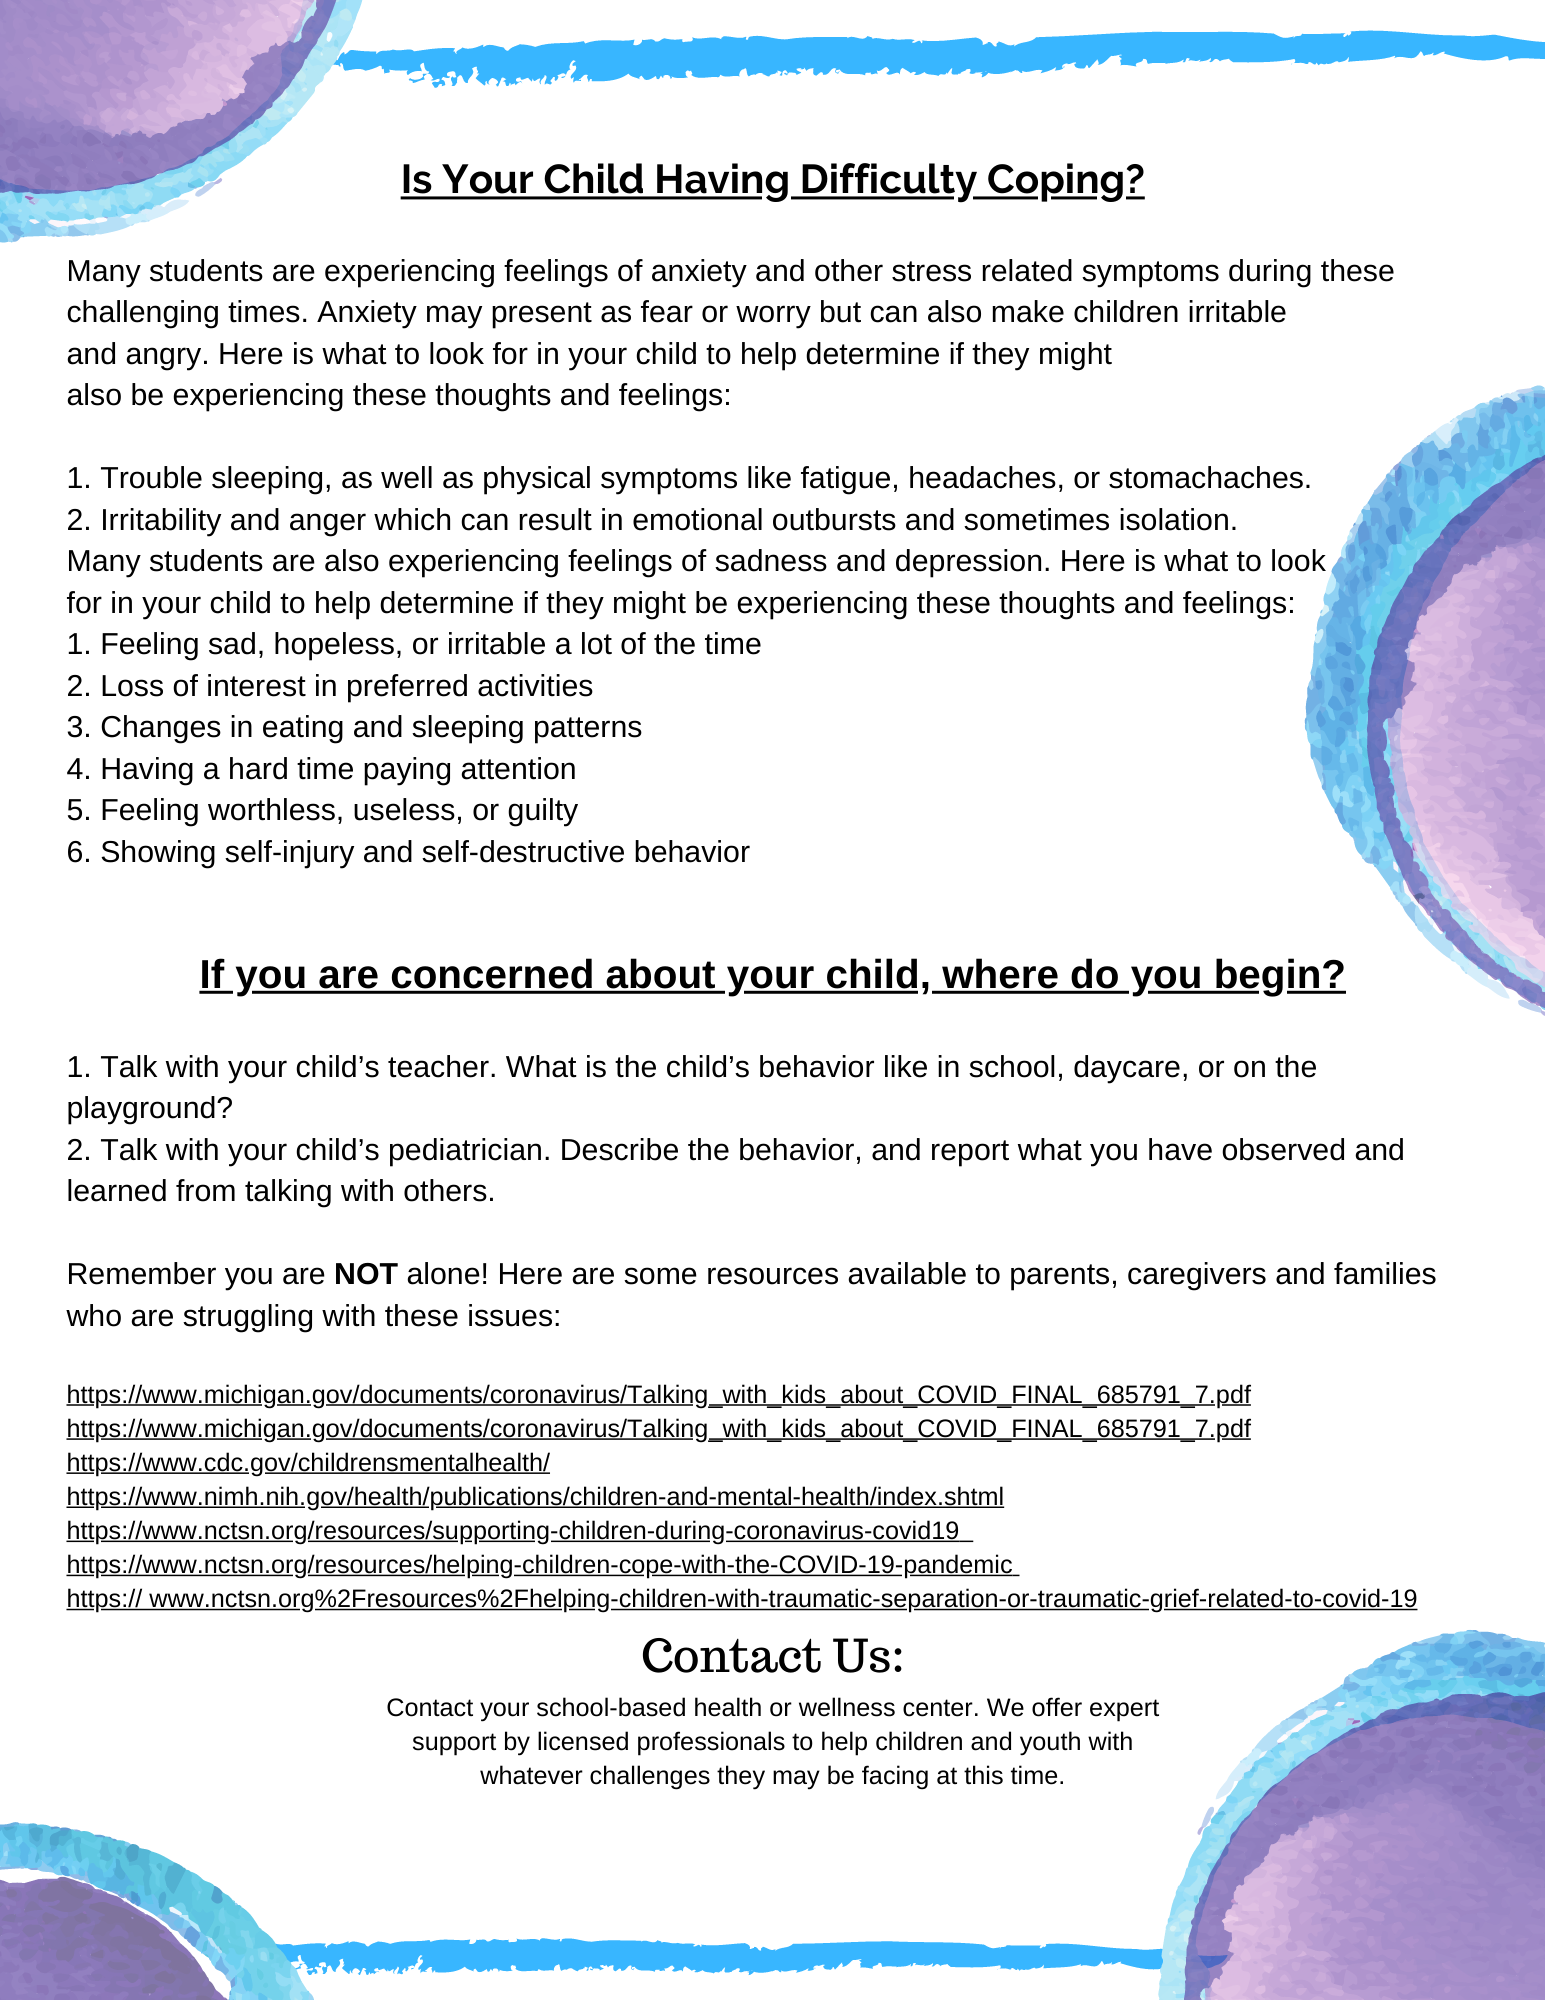 Is Your Child Having Difficulty Coping?
Many students are experiencing feelings of anxiety and other stress related symptoms during these
challenging times. Anxiety may present as fear or worry but can also make children irritable
and angry. Here is what to look for in your child to help determine if they might
also be experiencing these thoughts and feelings:
1. Trouble sleeping, as well as physical symptoms like fatigue, headaches, or stomachaches.
2. Irritability and anger which can result in emotional outbursts and sometimes isolation.
Many students are also experiencing feelings of sadness and depression. Here is what to look
for in your child to help determine if they might be experiencing these thoughts and feelings:
1. Feeling sad, hopeless, or irritable a lot of the time
2. Loss of interest in preferred activities
3. Changes in eating and sleeping patterns
4. Having a hard time paying attention
5. Feeling worthless, useless, or guilty
6. Showing self-injury and self-destructive behavior
If you are concerned about your child, where do you begin?
1. Talk with your child’s teacher. What is the child’s behavior like in school, daycare, or on the
playground?
2. Talk with your child’s pediatrician. Describe the behavior, and report what you have observed and
learned from talking with others.
Remember you are NOT alone! Here are some resources available to parents, caregivers and families
who are struggling with these issues:
https://www.michigan.gov/documents/coronavirus/Talking_with_kids_about_COVID_FINAL_685791_7.pdf
https://www.michigan.gov/documents/coronavirus/Talking_with_kids_about_COVID_FINAL_685791_7.pdf
https://www.cdc.gov/childrensmentalhealth/
https://www.nimh.nih.gov/health/publications/children-and-mental-health/index.shtml
https://www.nctsn.org/resources/supporting-children-during-coronavirus-covid19
https://www.nctsn.org/resources/helping-children-cope-with-the-COVID-19-pandemic
https:// www.nctsn.org%2Fresources%2Fhelping-children-with-traumatic-separation-or-traumatic-grief-related-to-covid-19
Contact Us:
Contact your school-based health or wellness center. We offer expert
support by licensed professionals to help children and youth with
whatever challenges they may be facing at this time.